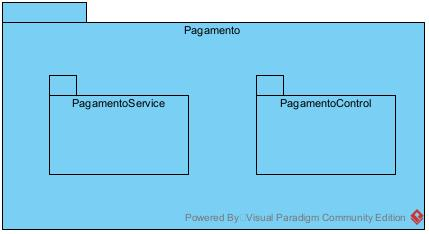 Pagamento
PagamentoService
PagamentoControl
Powered By Visual Paradigm Community Edition